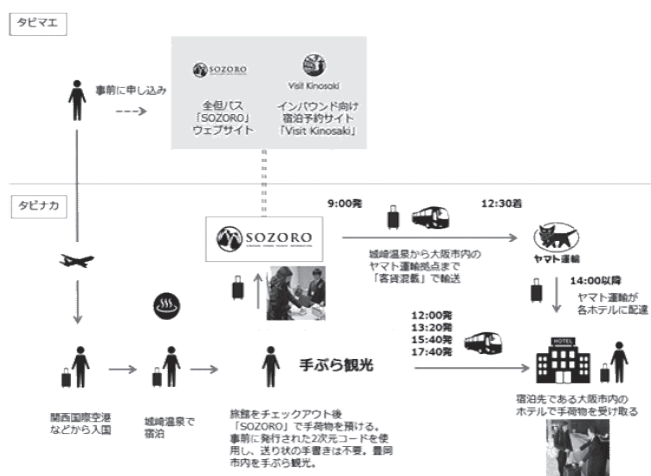 タビマエ
事前に申し込み
SOZORO
Visit Kinosaki
全但バス
「SOZORO」
ウェブサイト
インバウンド向け
宿泊予約サイト
「Visit Kinosaki」
タビナカ
9:00発
12:30着
SOZORO
ヤマト運輸
城崎温泉から大阪市内の
ヤマト運輸拠点まで
「客貨混載」で輸送
14:00以降
ヤマト運輸が
各ホテルに配達
12:00発
13:20発
15:40発
17:40発
HOTEL
手ぶら観光
関西国際空港
などから入国
城崎温泉で
宿泊
旅館をチェックアウト後
「SOZORO」で手荷物を預ける。
事前に発行された2次元コードを使
用し、送り状の手書きは不要。豊岡
市内を手ぶら観光。
宿泊先である大阪市内の
ホテルで手荷物を受け取る